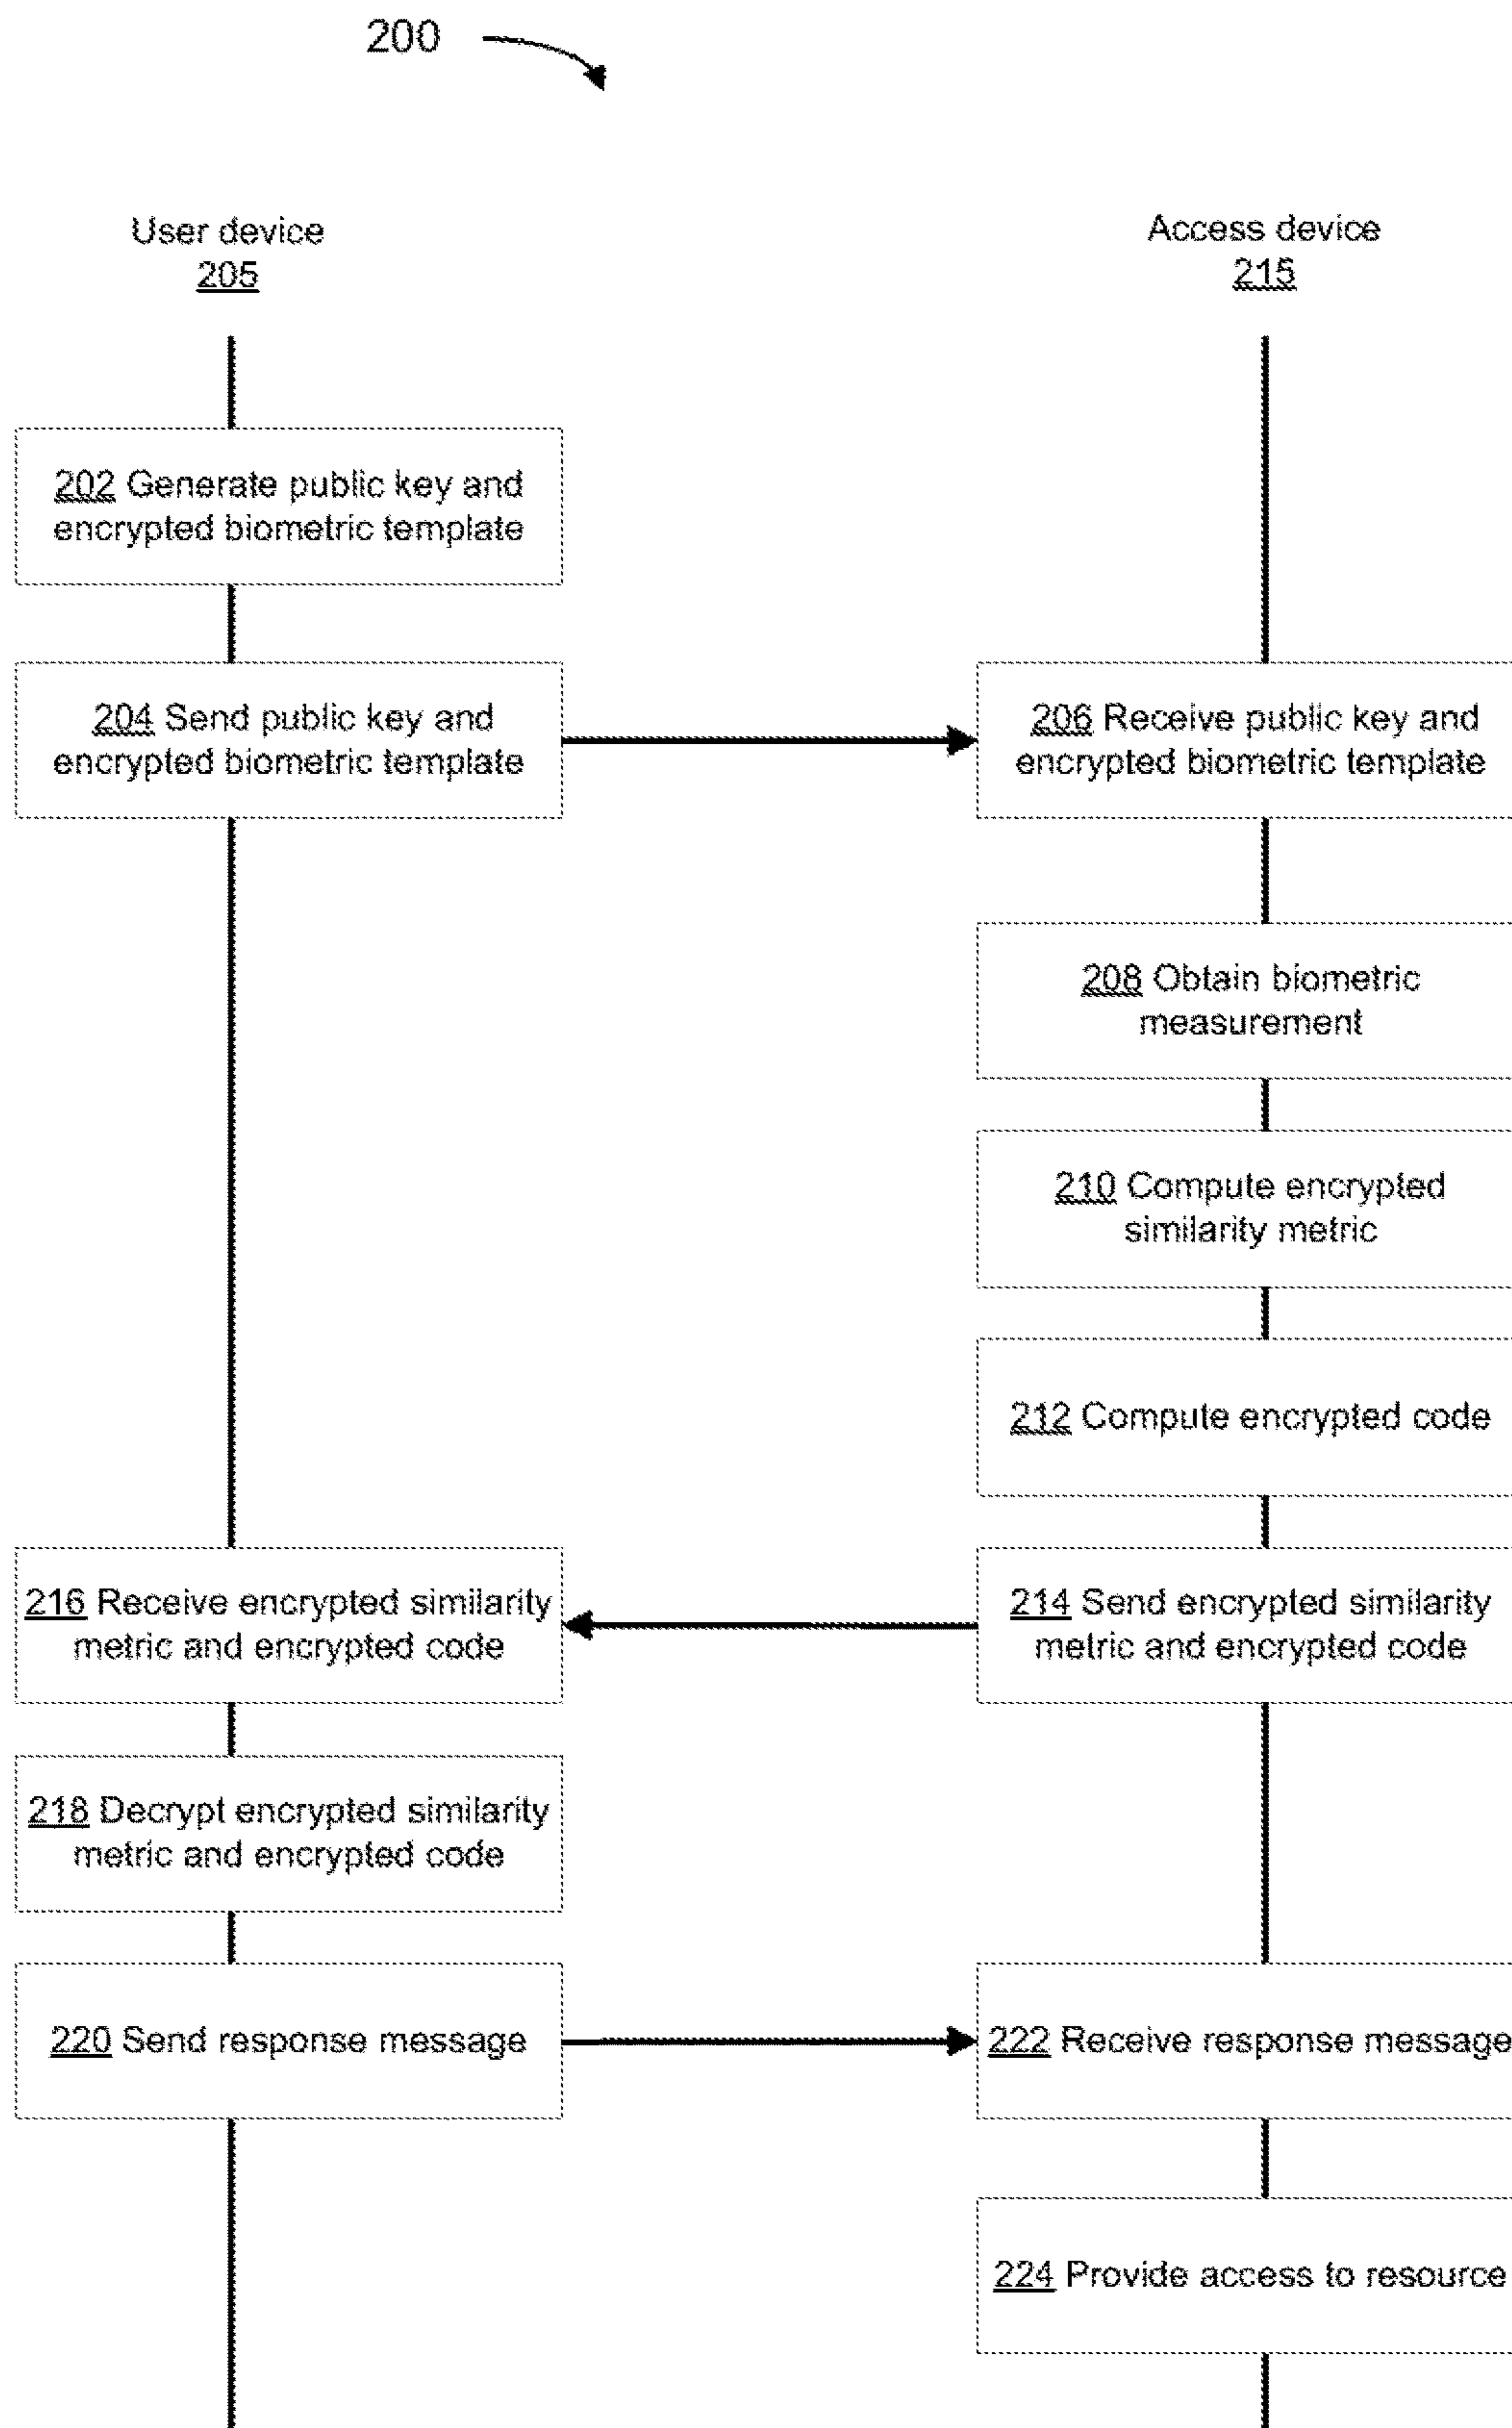 200
User device
205
Access device
215
202 Generate public key and
encrypted biometric template
204 Send public key and
encrypted biometric template
206 Receive public key and
encrypted biometric template
208 Obtain biometric
measurement
210 Compute encrypted
similarity metric
212 Compute encrypted code
214 Send encrypted similarity
metric and encrypted code
216 Receive encrypted similarity
metric and encrypted code
218 Decrypt encrypted similarity
metric and encrypted code
220 Send response message
222 Receive response message
224 Provide access to resource